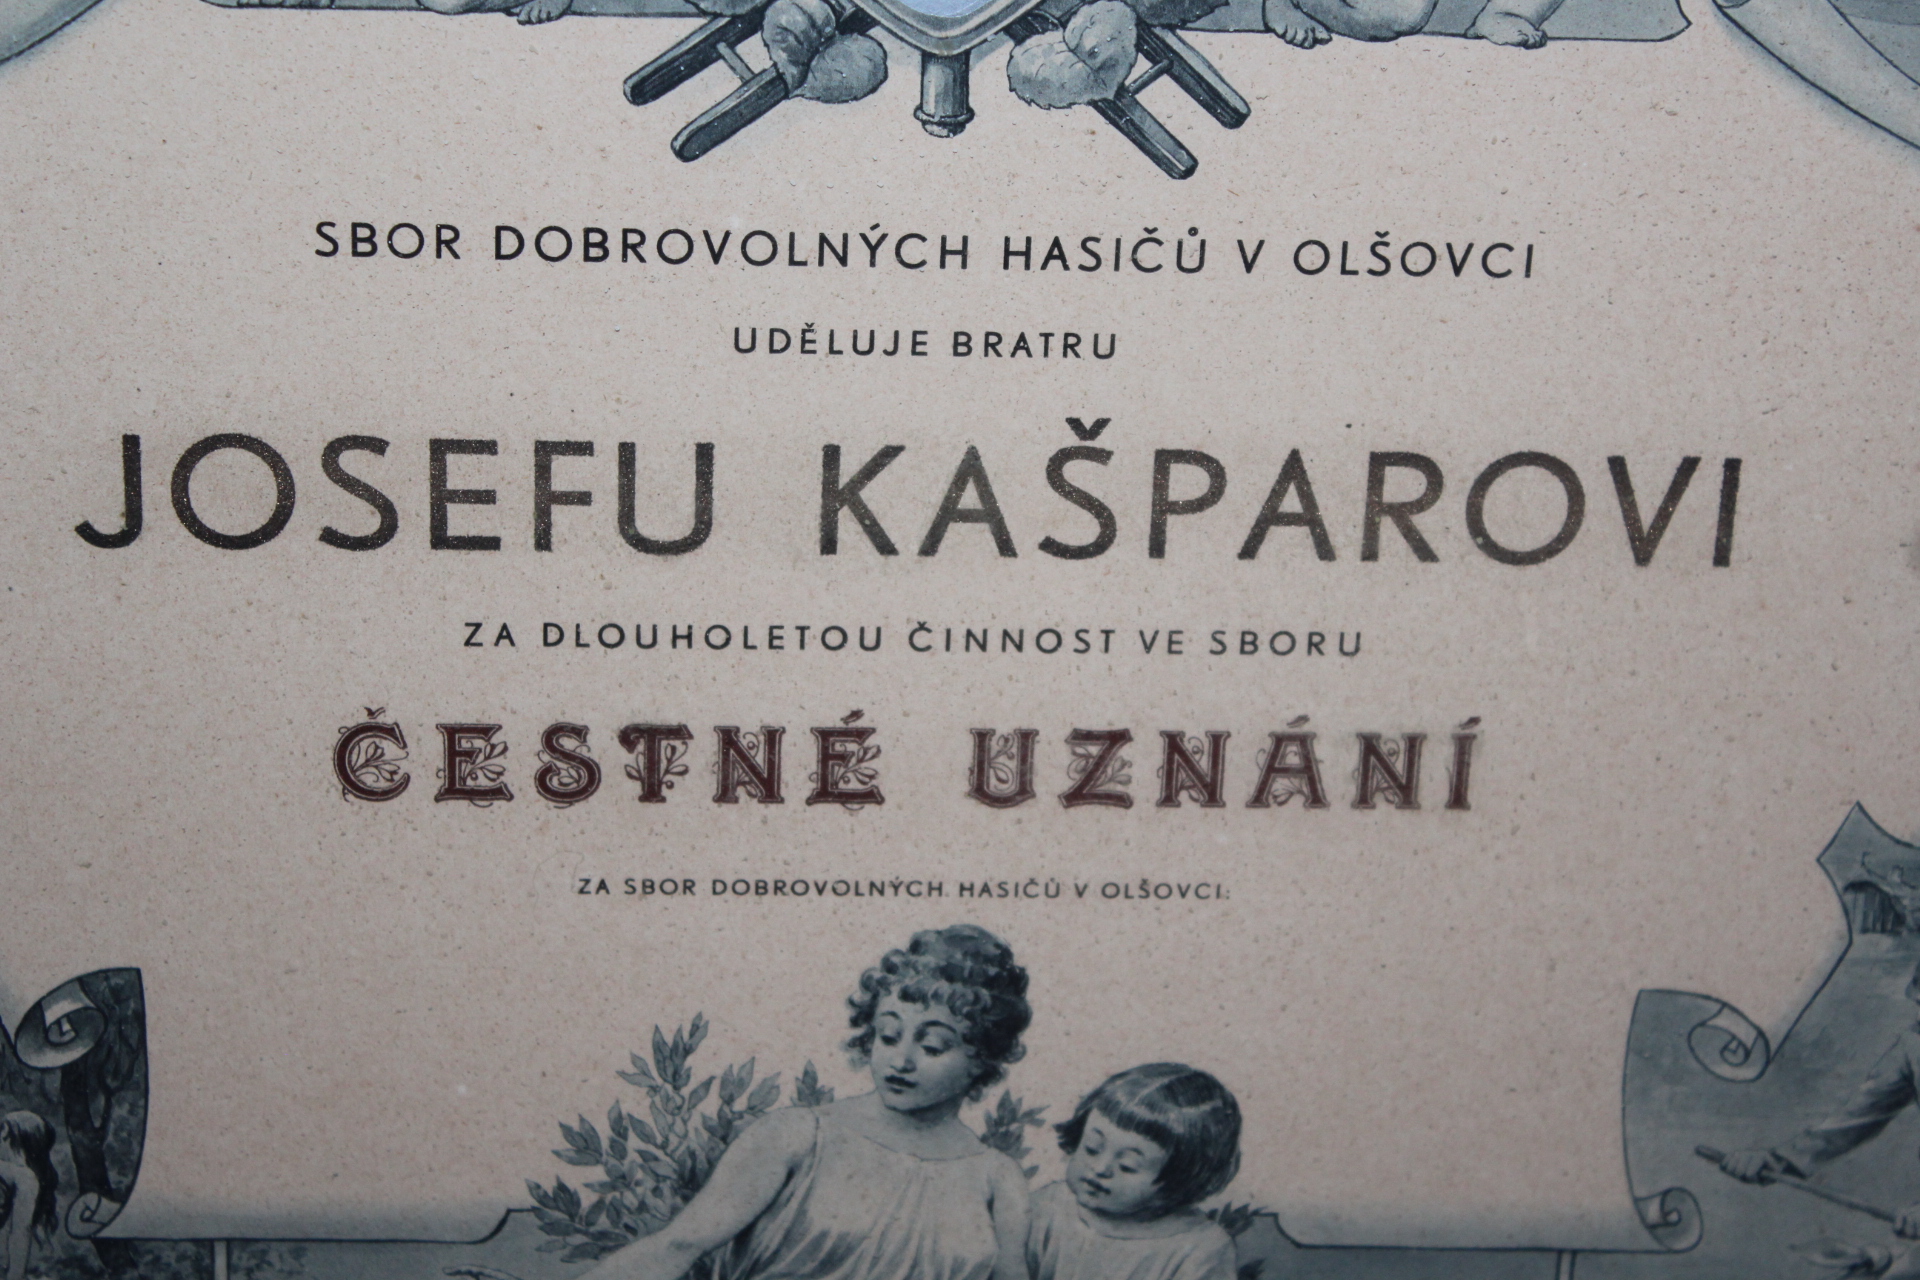 SBOR DOBROVOLNÝCH HASIČŮ V OLŠOVCI
UDĚLUJE BRATRU
JOSEFU KAŠPAROVI
ZA DLOUHOLETOU ČINNOST VE SBORU
ČESTNÉ UZNÁNÍ
ZA SBOR DOBROVOLNÝCH HASIČŮ V OLŠOVCI: